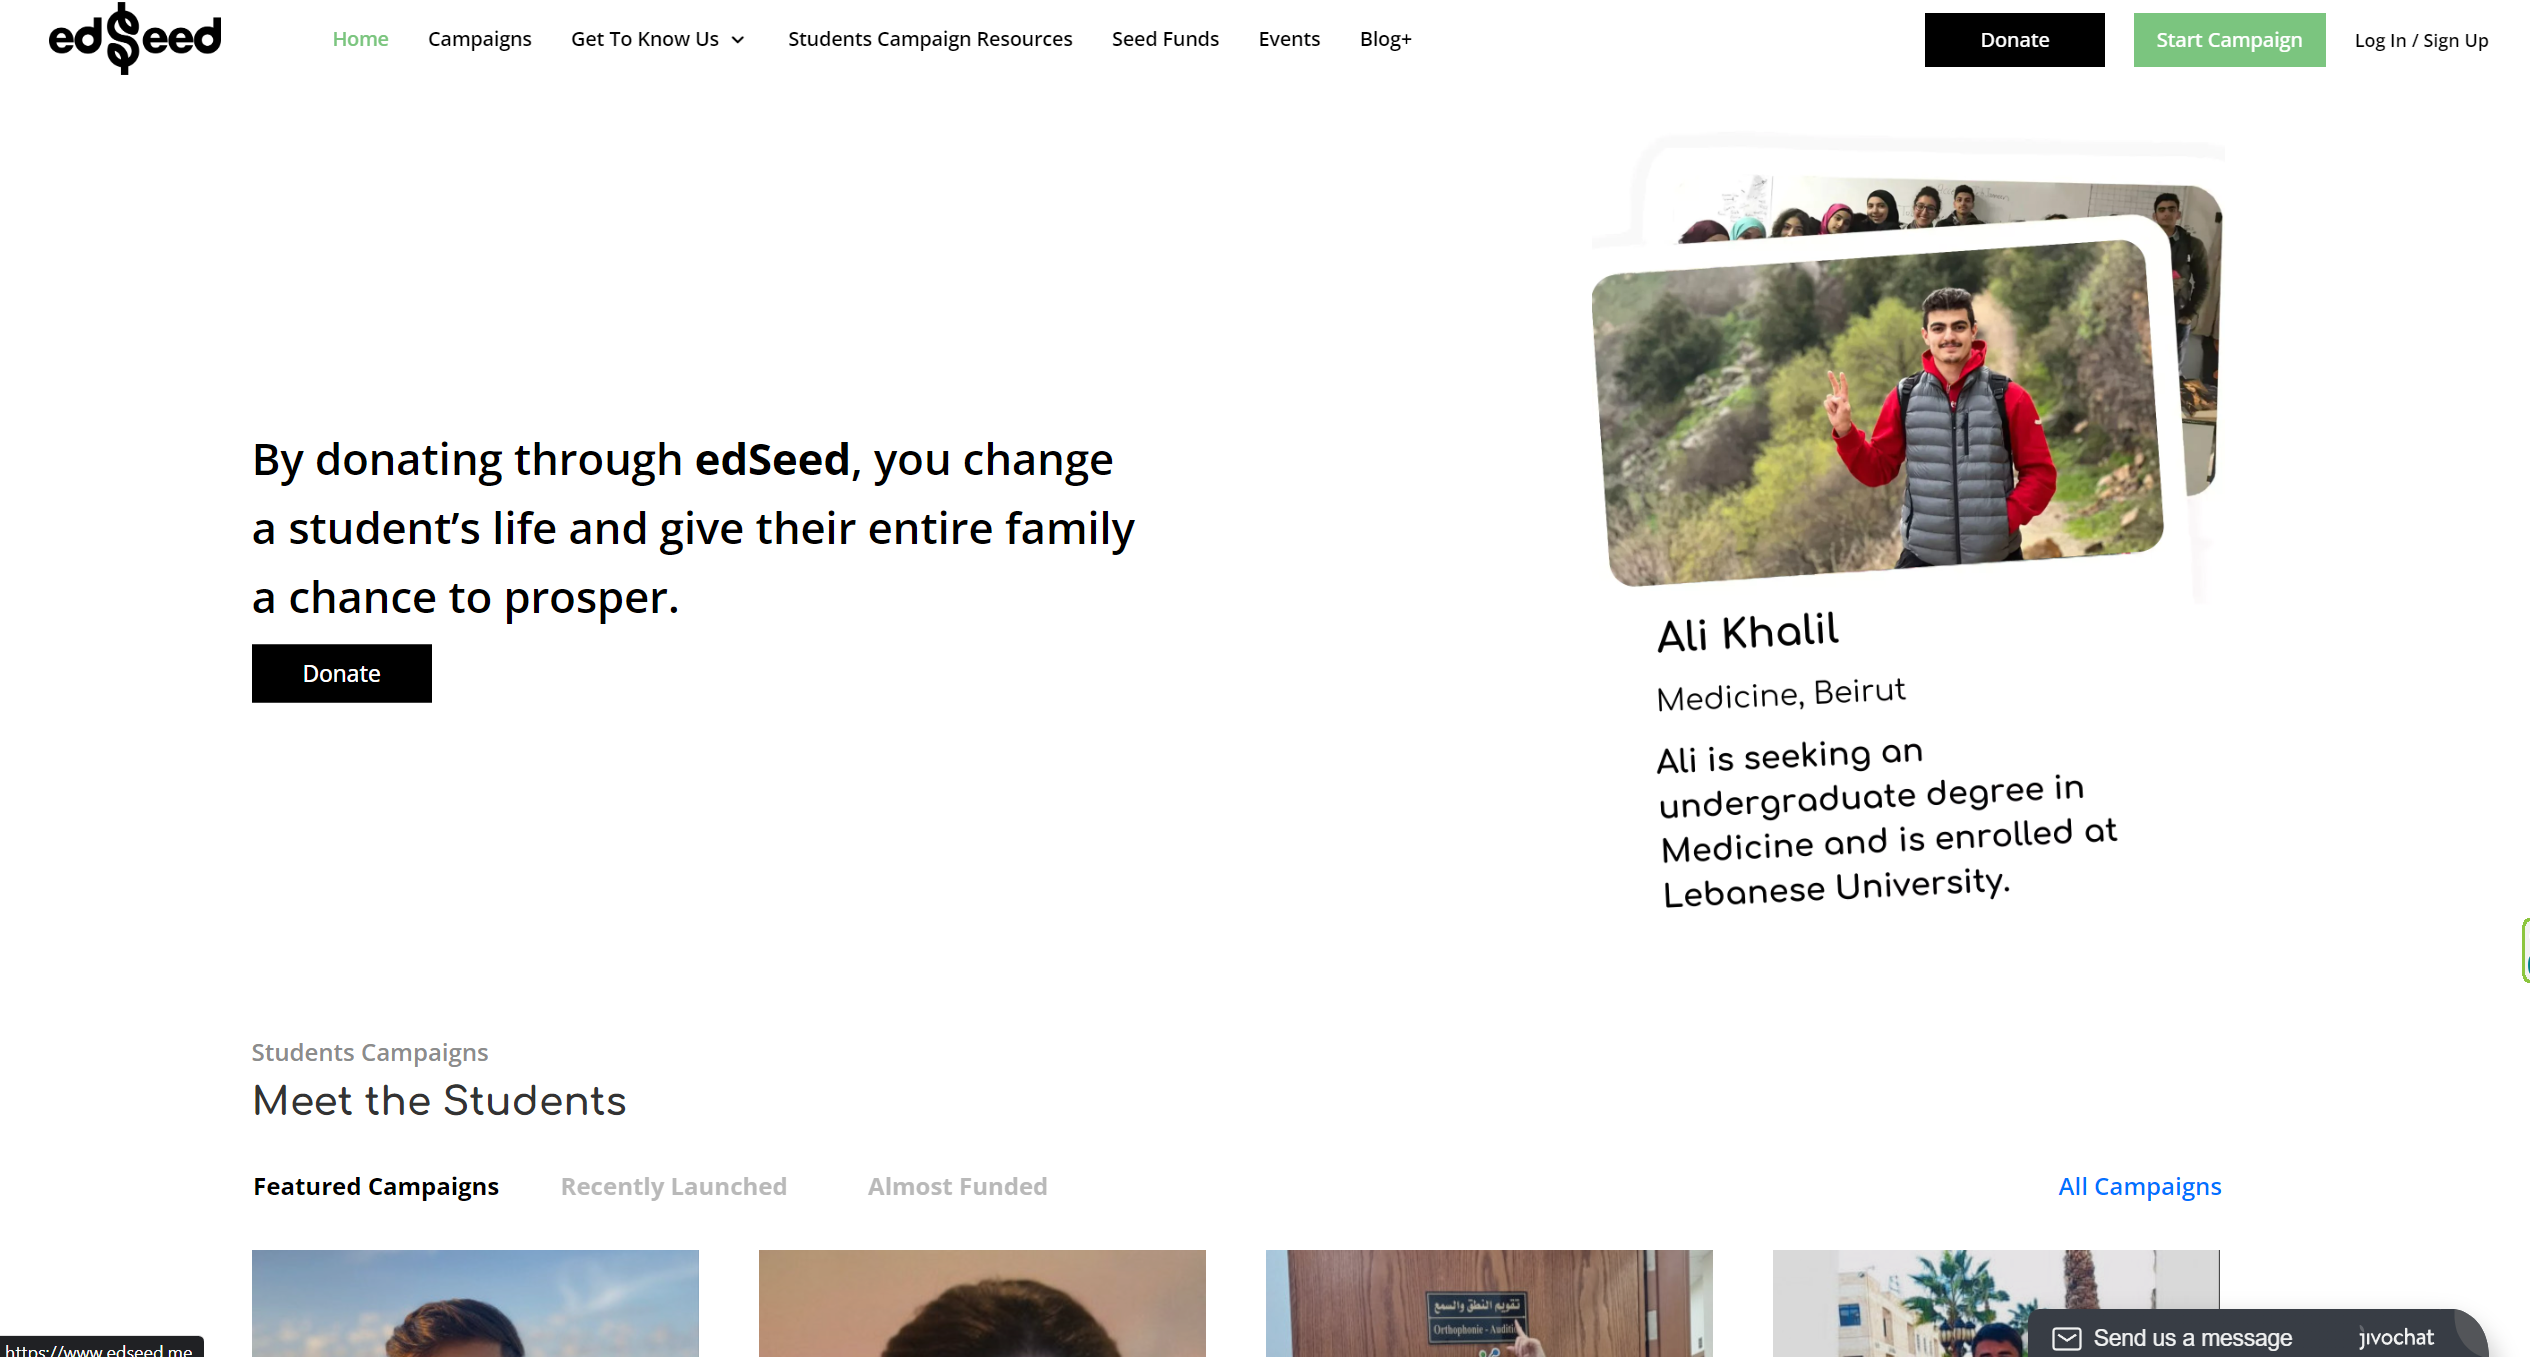 edSeed
Home
Campaigns
Get To Know Us
Students Campaign Resources
Seed Funds
Events
Blog+
Donate
Start Campaign
Log In / Sign Up
By donating through edSeed, you change
a student’s life and give their entire family
a chance to prosper.
Donate
Ali Khalil
Medicine, Beirut
Ali is seeking an
undergraduate degree in
Medicine and is enrolled at
Lebanese University.
Students Campaigns
Meet the Students
Featured Campaigns
Recently Launched
Almost Funded
All Campaigns
تقويم النطق والسمع
Orthophonie -
Send us a message
jivochat
https://www.edseed.me